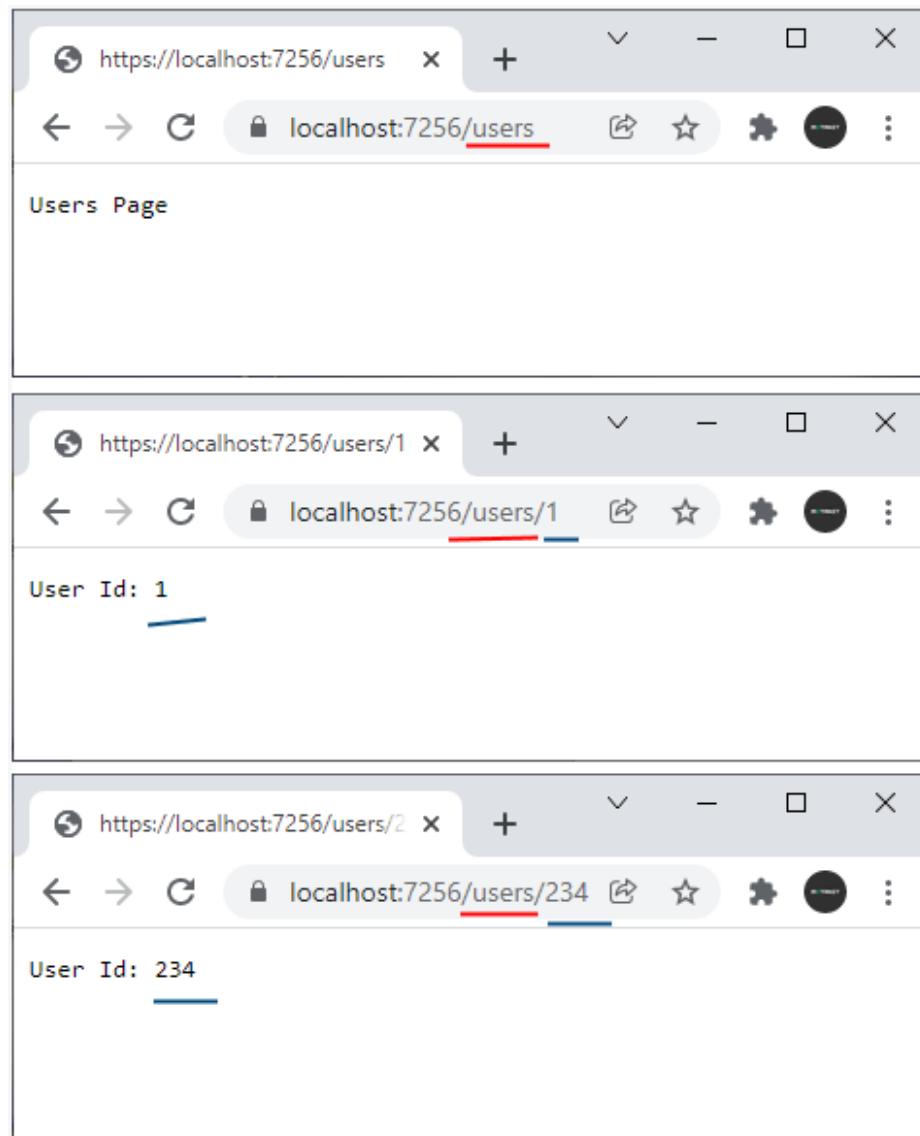 https://localhost:7256/users
localhost:7256/users
Users Page
https://localhost:7256/users/1
localhost:7256/users/1
User Id: 1
https://localhost:7256/users/2
localhost:7256/users/234
User Id: 234